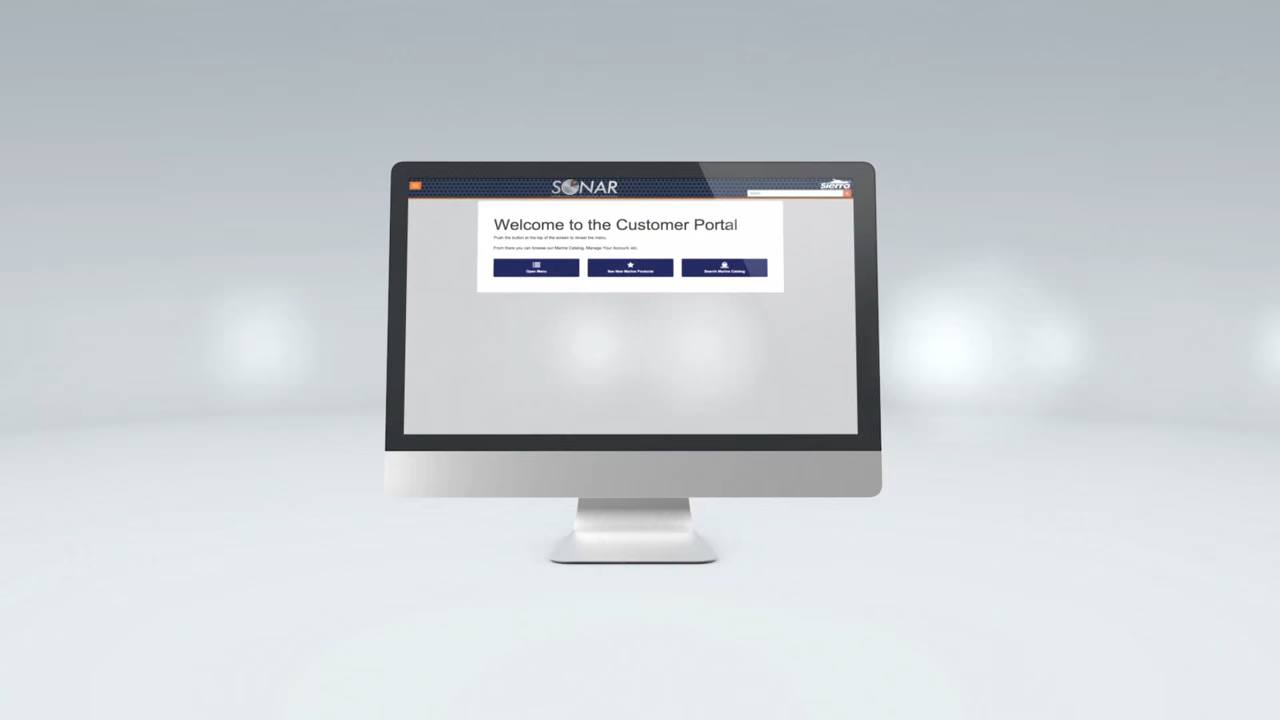 SONAR
Sierra
Search
Welcome to the Customer Portal
Push the button at the top of the screen to reveal the menu.
From there you can browse our Marine Catalog, Manage Your Account, etc.
Open Menu
See New Marine Products
Search Marine Catalog